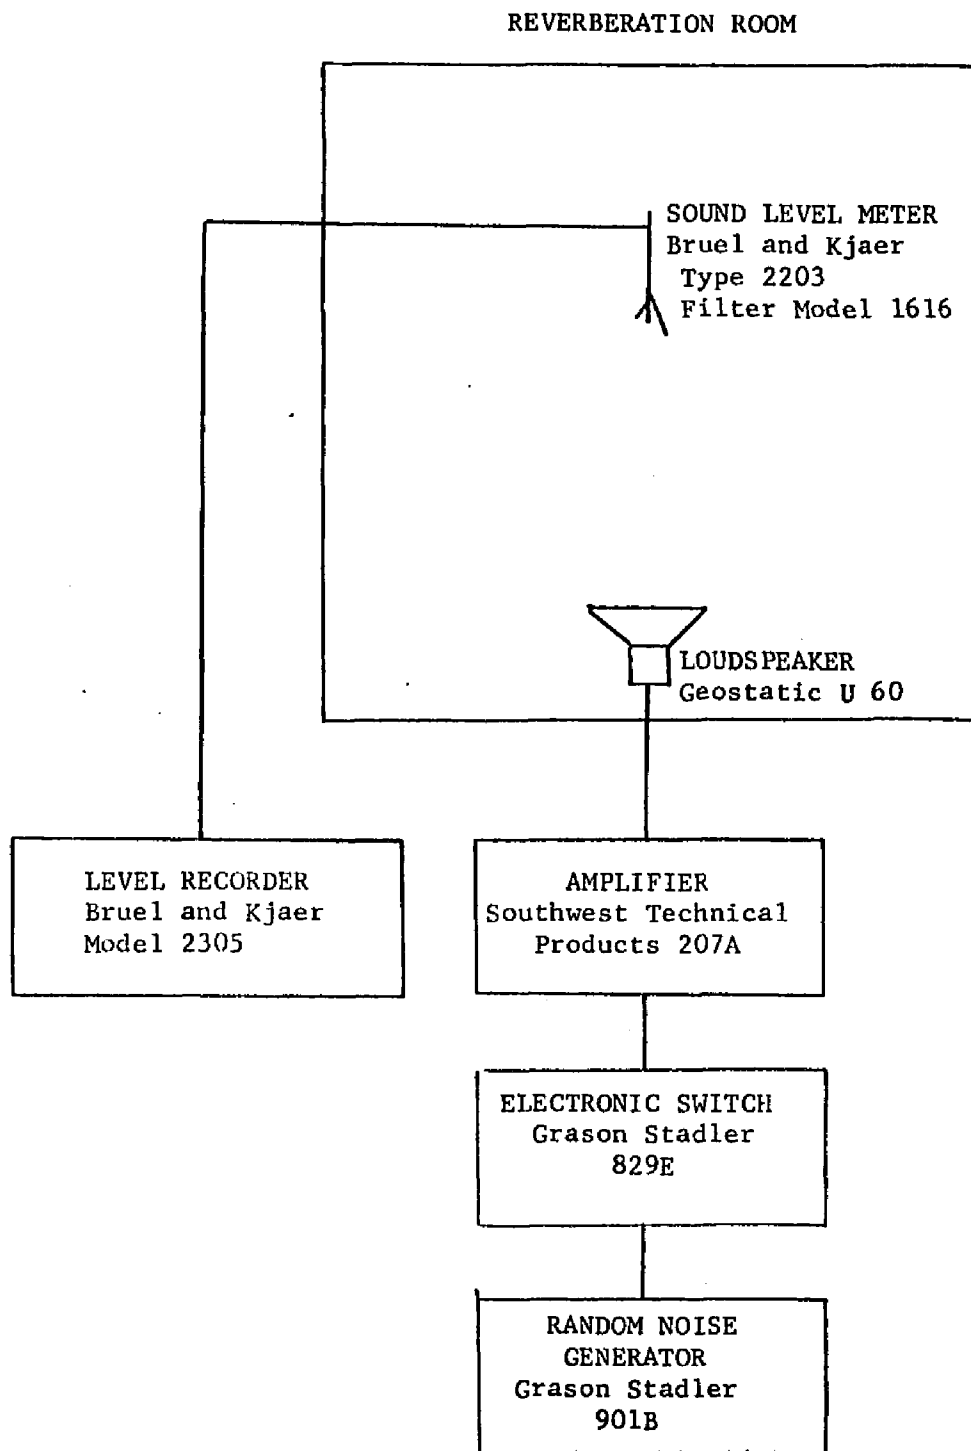 REVERBERATION ROOM
SOUND LEVEL METER
Bruel and Kjaer
Type 2203
Filter Model 1616
LOUDSPEAKER
Geostatic U 60
LEVEL RECORDER
Bruel and Kjaer
Model 2305
AMPLIFIER
Southwest Technical
Products 207A
ELECTRONIC SWITCH
Grason Stadler
829E
RANDOM NOISE
GENERATOR
Grason Stadler
901B